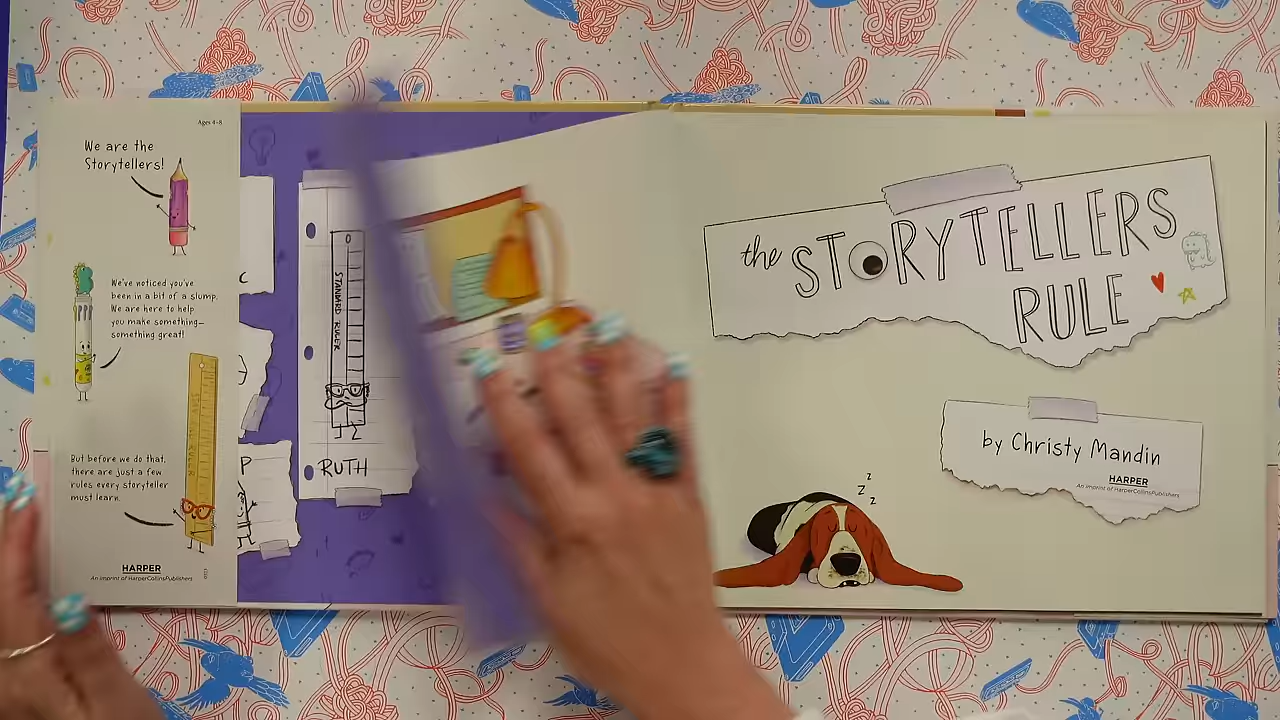 Ages 4-8
We are the
Storytellers!
We've noticed you've
been in a bit of a slump.
We are here to help
you make something—
something great!
STANDARD RULER
But before we do that,
there are just a few
rules every storyteller
must learn.
HARPER
An imprint of HarperCollinsPublishers
C
P
STANDARD RULER
RUTH
the STORYTELLERS
RULE
by Christy Mandin
HARPER
An imprint of HarperCollinsPublishers
z
z
z